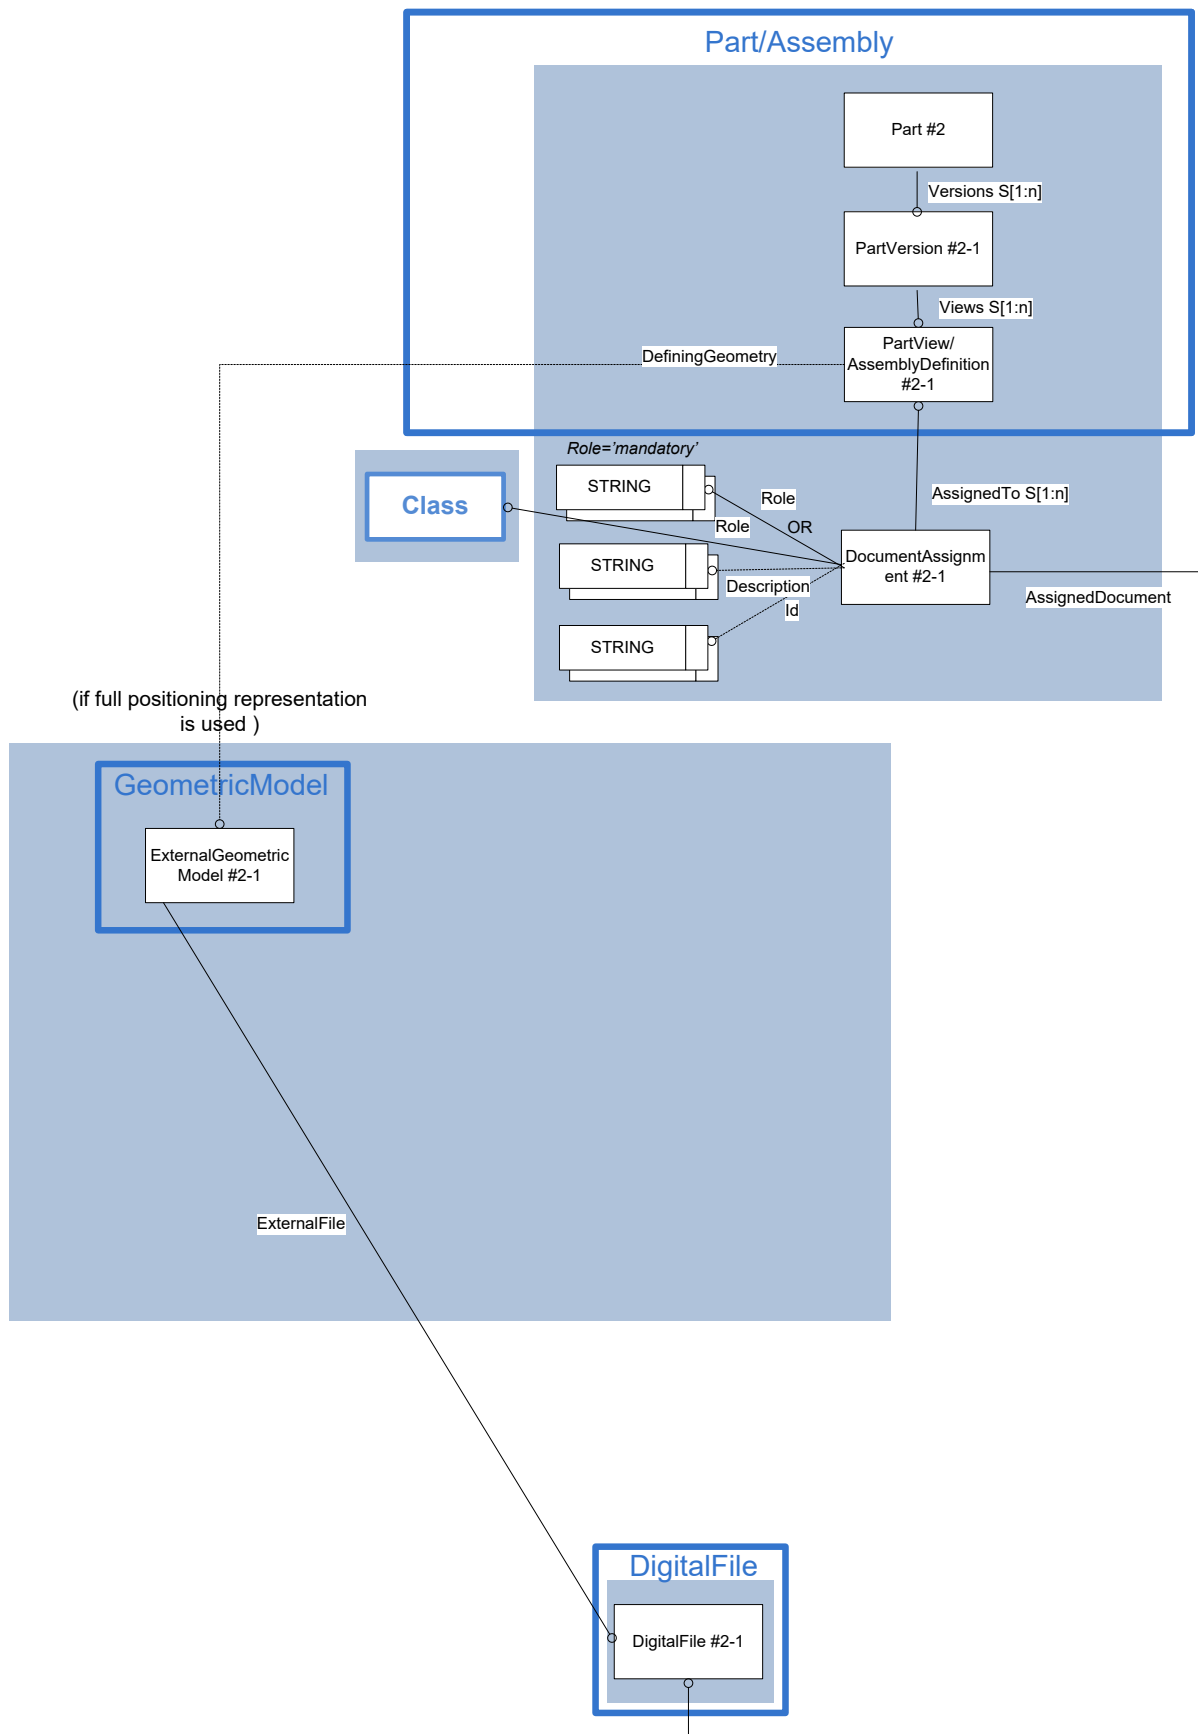 Part/Assembly
Part #2
Versions S[1:n]
PartVersion #2-1
Views S[1:n]
PartView/
AssemblyDefinition
#2-1
DefiningGeometry
Role='mandatory'
STRING
Class
Role
Role
OR
AssignedTo S[1:n]
STRING
DocumentAssignm
ent #2-1
Description
Id
AssignedDocument
STRING
(if full positioning representation
is used )
GeometricModel
ExternalGeometric
Model #2-1
ExternalFile
DigitalFile
DigitalFile #2-1